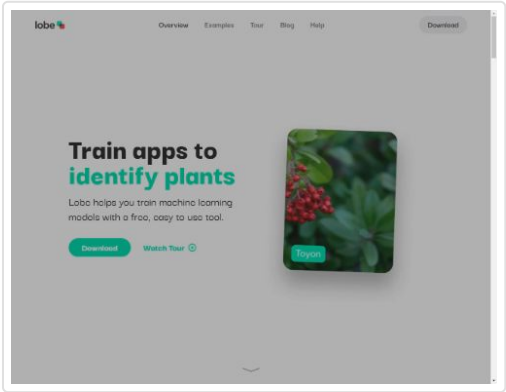 lobe
Overview Examples Tour Blog Help
Download
Train apps to
identify plants
Lobe helps you train machine learning
models with a free, easy to use tool.
Download Watch Tour
Toyon